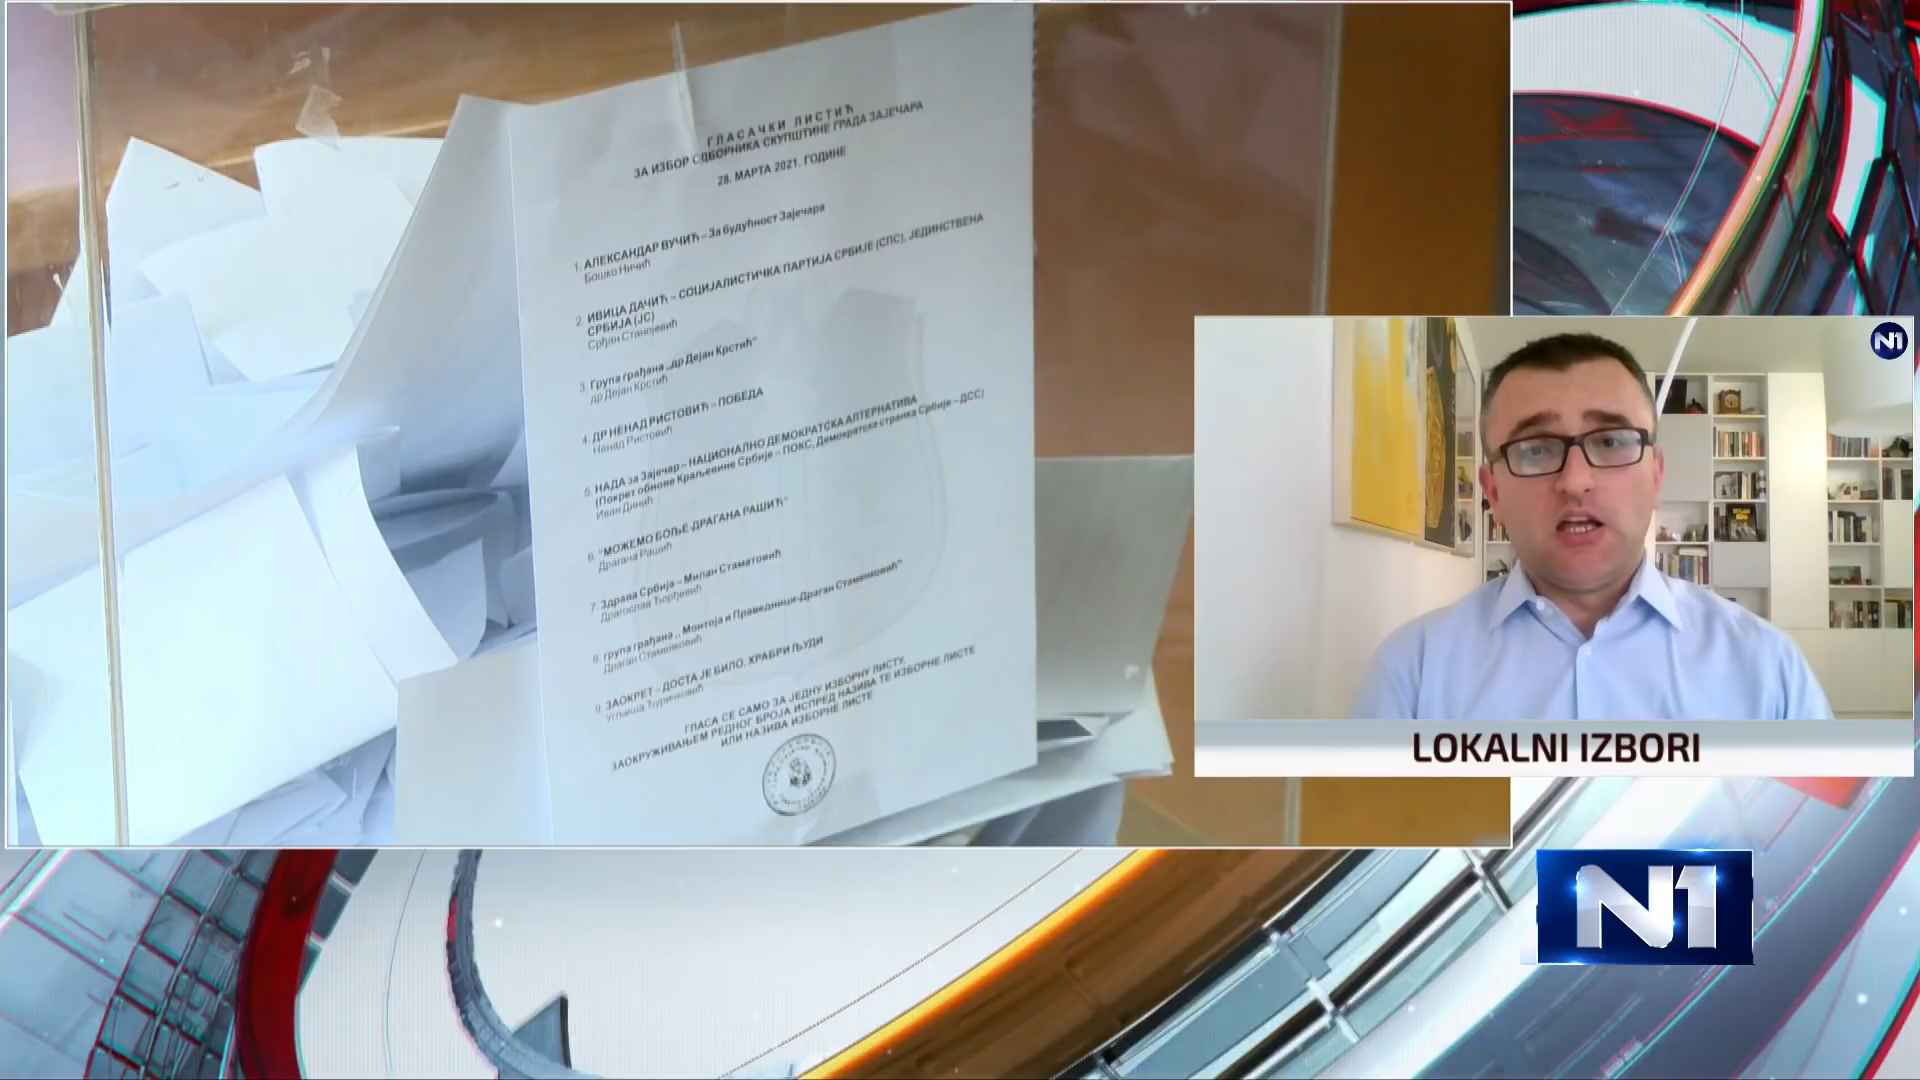 ГЛАСАЧКИ ЛИСТИЋ
ЗА ИЗБОР ОДБОРНИКА СКУПШТИНЕ ГРАДА ЗАЈЕЧАРА
28. МАРТА 2021. ГОДИНЕ
1. АЛЕКСАНДАР ВУЧИЋ – За будућност Зајечара
Бошко Ничић
2. ИВИЦА ДАЧИЋ – СОЦИЈАЛИСТИЧКА ПАРТИЈА СРБИЈЕ (СПС), ЈЕДИНСТВЕНА
СРБИЈА (ЈС)
Срђан Станојевић
3. Група грађана „др Дејан Крстић"
др Дејан Крстић
4. ДР НЕНАД РИСТОВИЋ – ПОБЕДА
Ненад Ристовић
5. НАДА за Зајечар – НАЦИОНАЛНО ДЕМОКРАТСКА АЛТЕРНАТИВА
(Покрет обнове Краљевине Србије – ПОКС, Демократска странка Србије – ДСС)
Иван Динић
6. "МОЖЕМО БОЉЕ-ДРАГАНА РАШИЋ"
Драгана Рашић
7. Здрава Србија – Милан Стаматовић
Драгослав Ђорђевић
8. група грађана ,, Монтоја и Праведници-Драган Стаменковић"
Драган Стаменковић
9. ЗАОКРЕТ – ДОСТА ЈЕ БИЛО, ХРАБРИ ЉУДИ
Угљеша Ђуричковић
ГЛАСА СЕ САМО ЗА ЈЕДНУ ИЗБОРНУ ЛИСТУ,
ЗАОКРУЖИВАЊЕМ РЕДНОГ БРОЈА ИСПРЕД НАЗИВА ТЕ ИЗБОРНЕ ЛИСТЕ
ИЛИ НАЗИВА ИЗБОРНЕ ЛИСТЕ
N1
LOKALNI IZBORI
N1